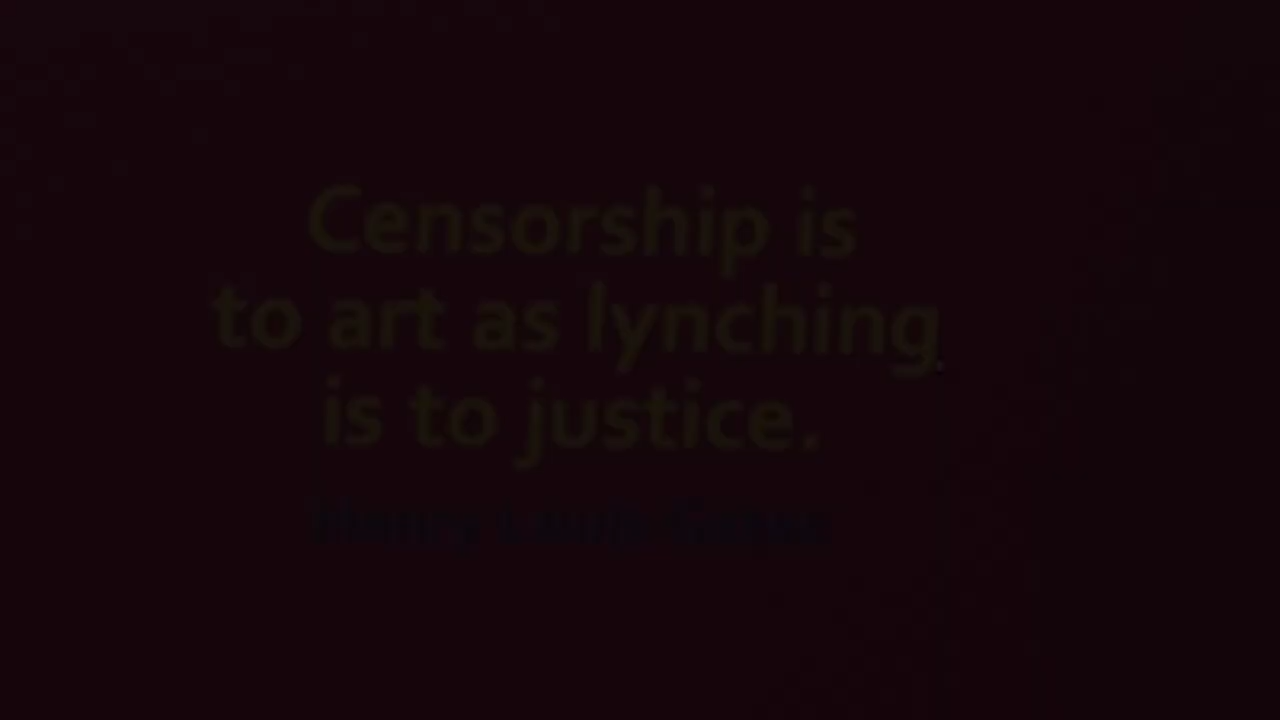 Censorship is
to art as lynching
is to justice.